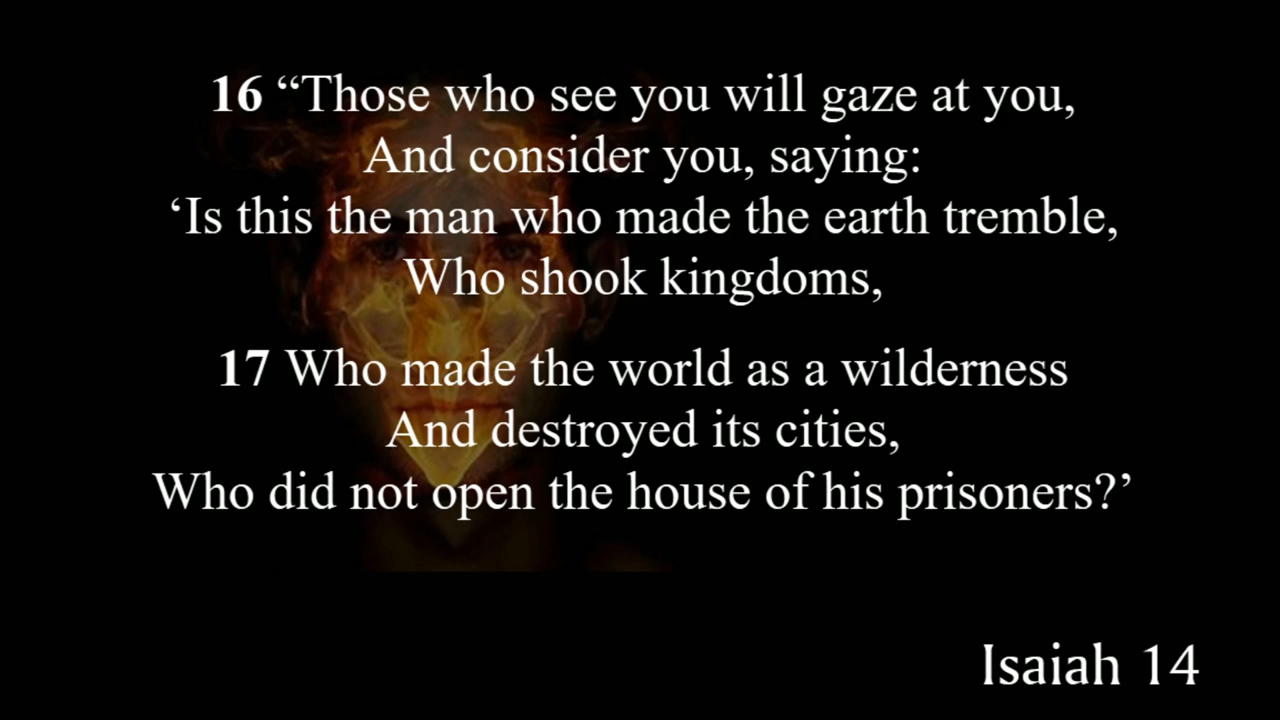 16 “Those who see you will gaze at you,
And consider you, saying:
‘Is this the man who made the earth tremble,
Who shook kingdoms,
17 Who made the world as a wilderness
And destroyed its cities,
Who did not open the house of his prisoners?’
Isaiah 14